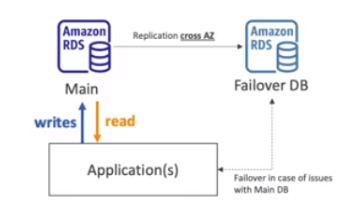 Amazon
RDS
Replication cross AZ
Amazon
RDS
Main
Failover DB
writes
read
Application(s)
Failover in case of issues
with Main DB